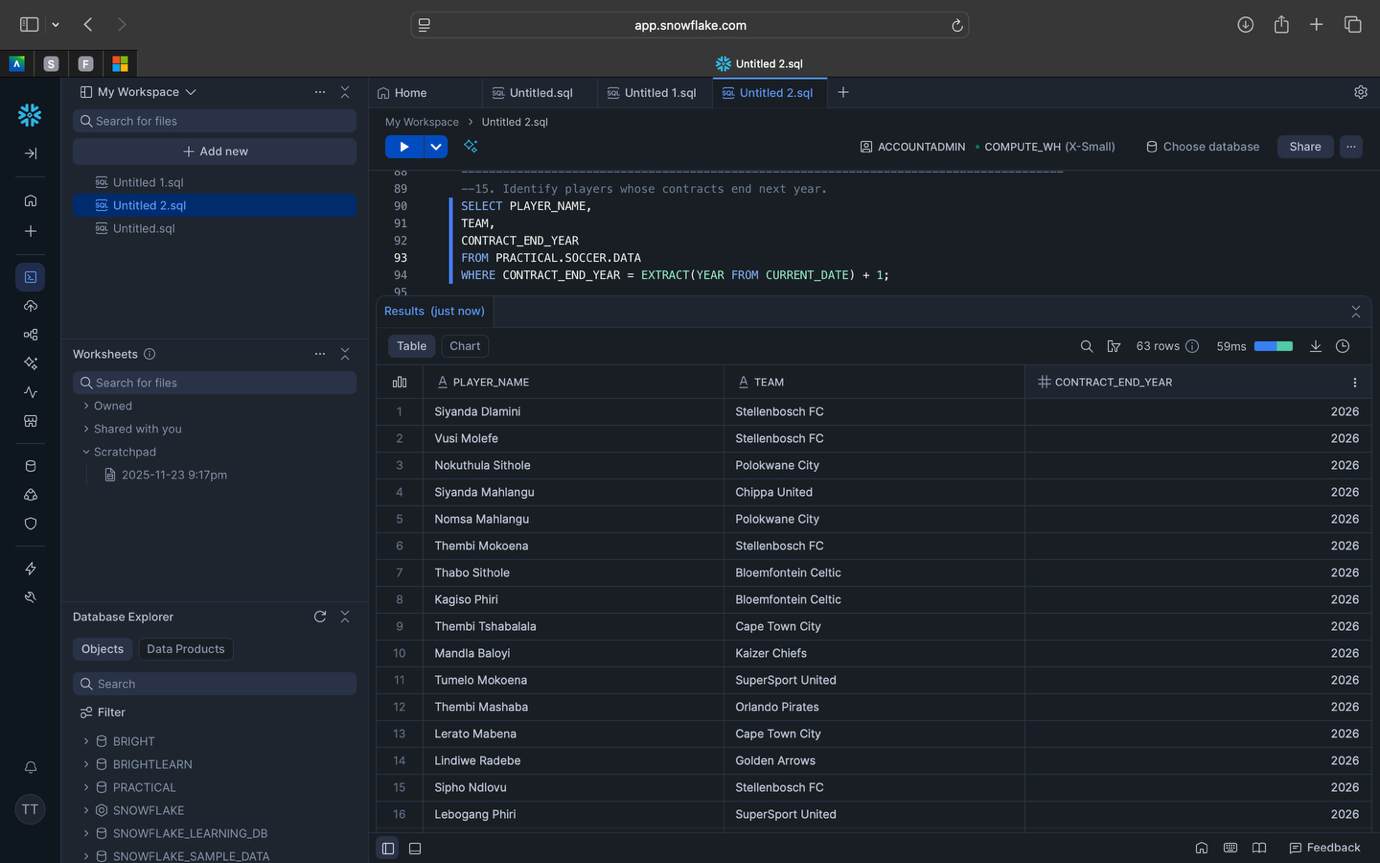 app.snowflake.com
S
F
Untitled 2.sql
My Workspace
Search for files
Add new
Untitled 1.sql
Untitled 2.sql
Untitled.sql
Worksheets
Search for files
Owned
Shared with you
Scratchpad
2025-11-23 9:17pm
Database Explorer
Objects Data Products
Search
Filter
BRIGHT
BRIGHTLEARN
PRACTICAL
SNOWFLAKE
SNOWFLAKE_LEARNING_DB
SNOWFLAKE_SAMPLE_DATA
TT
Home Untitled.sql Untitled 1.sql Untitled 2.sql
My Workspace > Untitled 2.sql
ACCOUNTADMIN COMPUTE_WH (X-Small) Choose database Share
88 ----------------------------------------------------------------------------------------
89 --15. Identify players whose contracts end next year.
90 SELECT PLAYER_NAME,
91 TEAM,
92 CONTRACT_END_YEAR
93 FROM PRACTICAL.SOCCER.DATA
94 WHERE CONTRACT_END_YEAR = EXTRACT(YEAR FROM CURRENT_DATE) + 1;
95
Results (just now)
Table Chart 63 rows 59ms
PLAYER_NAME TEAM CONTRACT_END_YEAR
1 Siyanda Dlamini Stellenbosch FC 2026
2 Vusi Molefe Stellenbosch FC 2026
3 Nokuthula Sithole Polokwane City 2026
4 Siyanda Mahlangu Chippa United 2026
5 Nomsa Mahlangu Polokwane City 2026
6 Thembi Mokoena Stellenbosch FC 2026
7 Thabo Sithole Bloemfontein Celtic 2026
8 Kagiso Phiri Bloemfontein Celtic 2026
9 Thembi Tshabalala Cape Town City 2026
10 Mandla Baloyi Kaizer Chiefs 2026
11 Tumelo Mokoena SuperSport United 2026
12 Thembi Mashaba Orlando Pirates 2026
13 Lerato Mabena Cape Town City 2026
14 Lindiwe Radebe Golden Arrows 2026
15 Sipho Ndlovu Stellenbosch FC 2026
16 Lebogang Phiri SuperSport United 2026
Feedback